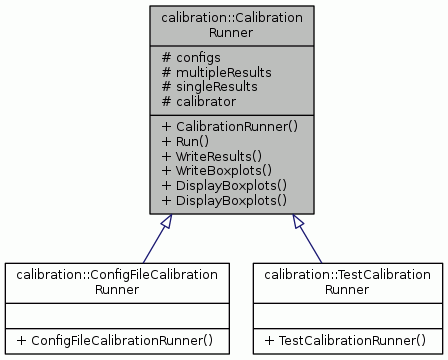 calibration::Calibration
Runner
# configs
# multipleResults
# singleResults
# calibrator
+ CalibrationRunner()
+ Run()
+ WriteResults()
+ WriteBoxplots()
+ DisplayBoxplots()
+ DisplayBoxplots()
calibration::ConfigFileCalibration
Runner
+ ConfigFileCalibrationRunner()
calibration::TestCalibration
Runner
+ TestCalibrationRunner()